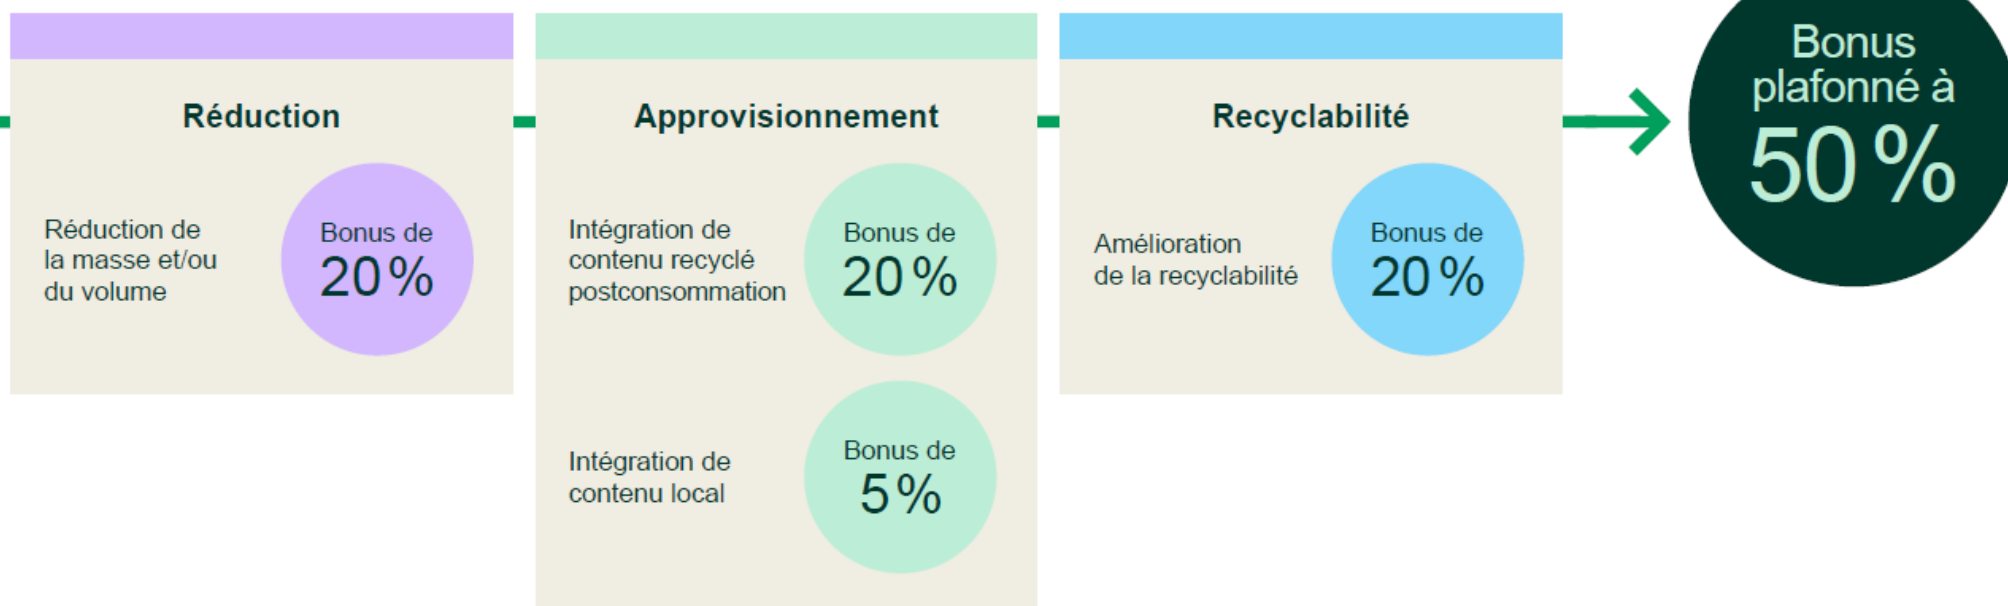 Réduction
Réduction de
la masse et/ou
du volume
Bonus de
20 %
Approvisionnement
Intégration de
contenu recyclé
postconsommation
Bonus de
20 %
Intégration de
contenu local
Bonus de
5 %
Recyclabilité
Amélioration
de la recyclabilité
Bonus de
20 %
Bonus
plafonné à
50 %